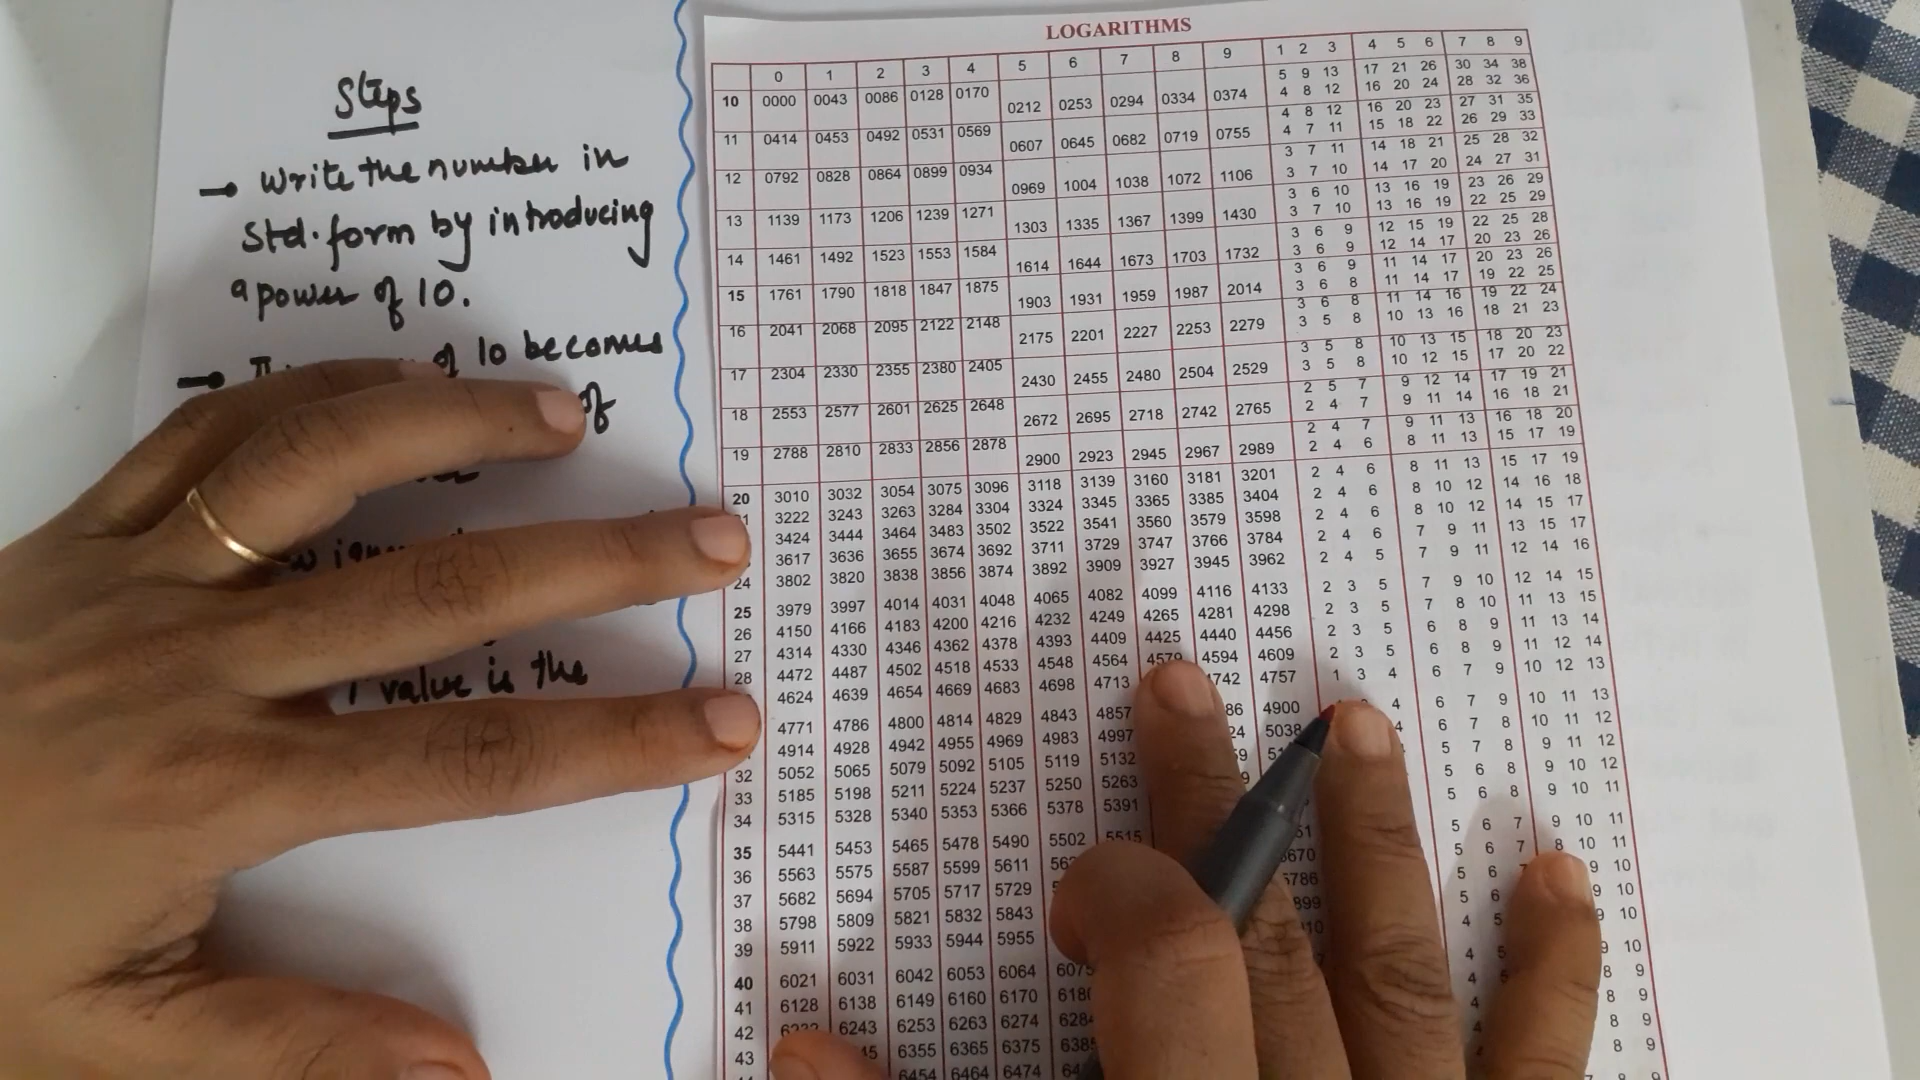 Steps
→ Write the number in
Std. form by introducing
a power of 10.
→ of 10 becomes
of
value is the
LOGARITHMS
0 1 2 3 4 5 6 7 8 9 1 2 3 4 5 6 7 8 9
5 9 13 17 21 26 30 34 38
10 0000 0043 0086 0128 0170 0212 0253 0294 0334 0374 4 8 12 16 20 24 28 32 36
4 8 12 16 20 23 27 31 35
11 0414 0453 0492 0531 0569 0607 0645 0682 0719 0755 4 7 11 15 18 22 26 29 33
3 7 11 14 18 21 25 28 32
12 0792 0828 0864 0899 0934 0969 1004 1038 1072 1106 3 7 10 14 17 20 24 27 31
3 6 10 13 16 19 23 26 29
13 1139 1173 1206 1239 1271 1303 1335 1367 1399 1430 3 7 10 13 16 19 22 25 29
3 6 9 12 15 19 22 25 28
14 1461 1492 1523 1553 1584 1614 1644 1673 1703 1732 3 6 9 12 14 17 20 23 26
3 6 9 11 14 17 20 23 26
15 1761 1790 1818 1847 1875 1903 1931 1959 1987 2014 3 6 8 11 14 17 19 22 25
3 6 8 11 14 16 19 22 24
16 2041 2068 2095 2122 2148 2175 2201 2227 2253 2279 3 5 8 10 13 16 18 21 23
3 5 8 10 13 15 18 20 23
17 2304 2330 2355 2380 2405 2430 2455 2480 2504 2529 3 5 8 10 12 15 17 20 22
2 5 7 9 12 14 17 19 21
18 2553 2577 2601 2625 2648 2672 2695 2718 2742 2765 2 4 7 9 11 14 16 18 21
2 4 7 9 11 13 16 18 20
19 2788 2810 2833 2856 2878 2900 2923 2945 2967 2989 2 4 6 8 11 13 15 17 19
20 3010 3032 3054 3075 3096 3118 3139 3160 3181 3201 2 4 6 8 11 13 15 17 19
3222 3243 3263 3284 3304 3324 3345 3365 3385 3404 2 4 6 8 10 12 14 16 18
3424 3444 3464 3483 3502 3522 3541 3560 3579 3598 2 4 6 8 10 12 14 15 17
3617 3636 3655 3674 3692 3711 3729 3747 3766 3784 2 4 6 7 9 11 13 15 17
24 3802 3820 3838 3856 3874 3892 3909 3927 3945 3962 2 4 5 7 9 11 12 14 16
25 3979 3997 4014 4031 4048 4065 4082 4099 4116 4133 2 3 5 7 9 10 12 14 15
26 4150 4166 4183 4200 4216 4232 4249 4265 4281 4298 2 3 5 7 8 10 11 13 15
27 4314 4330 4346 4362 4378 4393 4409 4425 4440 4456 2 3 5 6 8 9 11 13 14
28 4472 4487 4502 4518 4533 4548 4564 4579 4594 4609 2 3 5 6 8 9 11 12 14
4624 4639 4654 4669 4683 4698 4713 4757 1 3 4 6 7 9 10 12 13
4771 4786 4800 4814 4829 4843 4857 4900 4 6 7 9 10 11 13
4914 4928 4942 4955 4969 4983 4997 5038 6 7 8 10 11 12
32 5052 5065 5079 5092 5105 5119 5132 5 7 8 9 11 12
33 5185 5198 5211 5224 5237 5250 5263 5 6 8 9 10 12
34 5315 5328 5340 5353 5366 5378 5391 5 6 8 9 10 11
35 5441 5453 5465 5478 5490 5502 5515 5 6 7 9 10 11
36 5563 5575 5587 5599 5611 5 6 7 8 10 11
37 5682 5694 5705 5717 5729 5 6 9 10
38 5798 5809 5821 5832 5843 5 6 9 10
39 5911 5922 5933 5944 5955 4 5 9 10
40 6021 6031 6042 6053 6064 6075 4 5 9 10
41 6128 6138 6149 6160 6170 4 8 9
42 6243 6253 6263 6274 4 8 9
43 6355 6365 6375 6385 8 9
6454 6464 6474